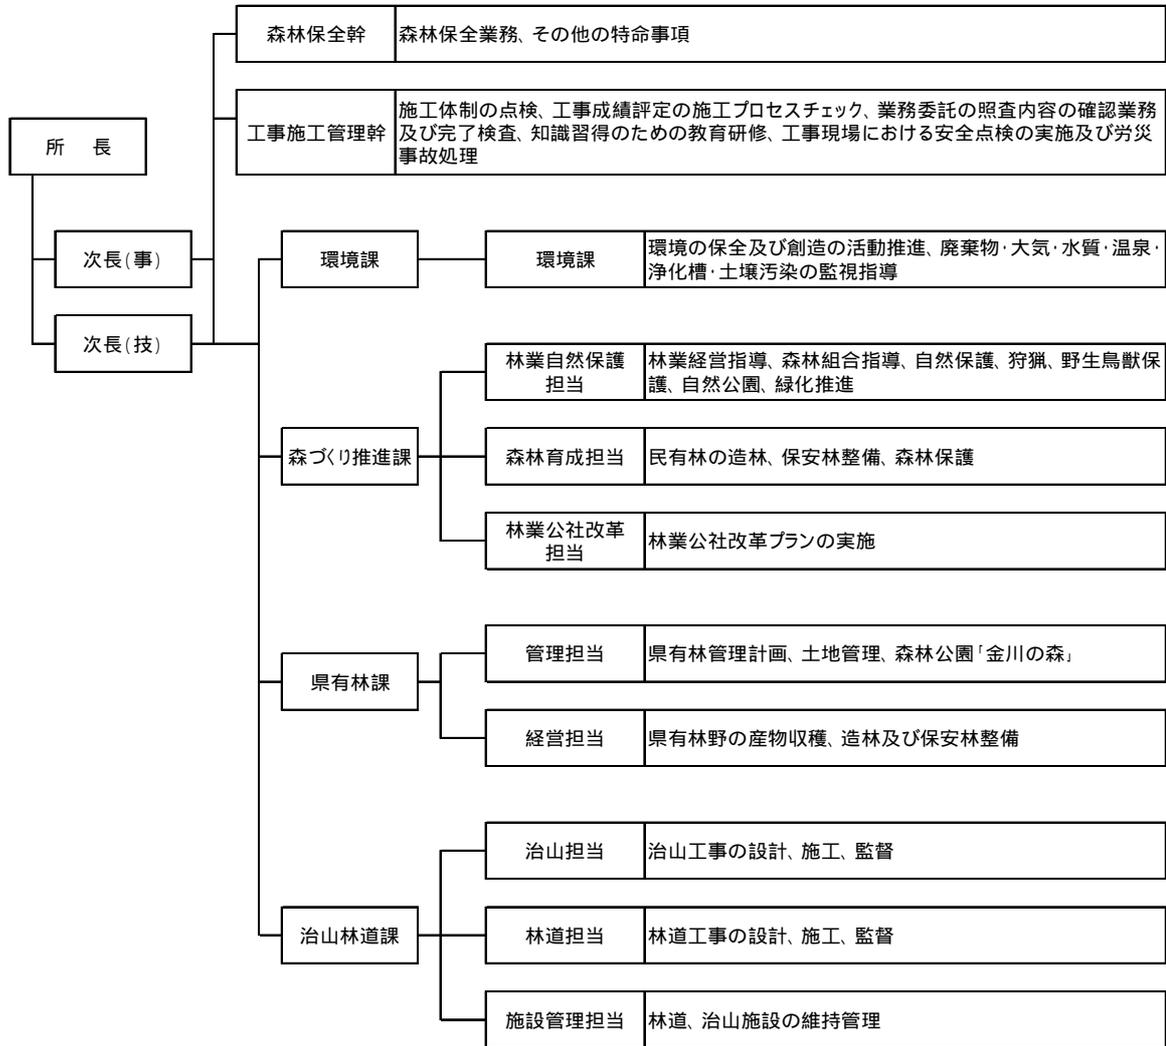 森林保全幹
森林保全業務、その他の特命事項
所　長
工事施工管理幹
施工体制の点検、工事成績評定の施工プロセスチェック、業務委託の照査内容の確認業務
及び完了検査、知識習得のための教育研修、工事現場における安全点検の実施及び労災
事故処理
次長(事)
環境課
環境課
環境の保全及び創造の活動推進、廃棄物・大気・水質・温泉・
浄化槽・土壌汚染の監視指導
次長(技)
林業自然保護
担当
林業経営指導、森林組合指導、自然保護、狩猟、野生鳥獣保
護、自然公園、緑化推進
森づくり推進課
森林育成担当
民有林の造林、保安林整備、森林保護
林業公社改革
担当
林業公社改革プランの実施
県有林課
管理担当
県有林管理計画、土地管理、森林公園「金川の森」
経営担当
県有林野の産物収穫、造林及び保安林整備
治山担当
治山工事の設計、施工、監督
治山林道課
林道担当
林道工事の設計、施工、監督
施設管理担当
林道、治山施設の維持管理